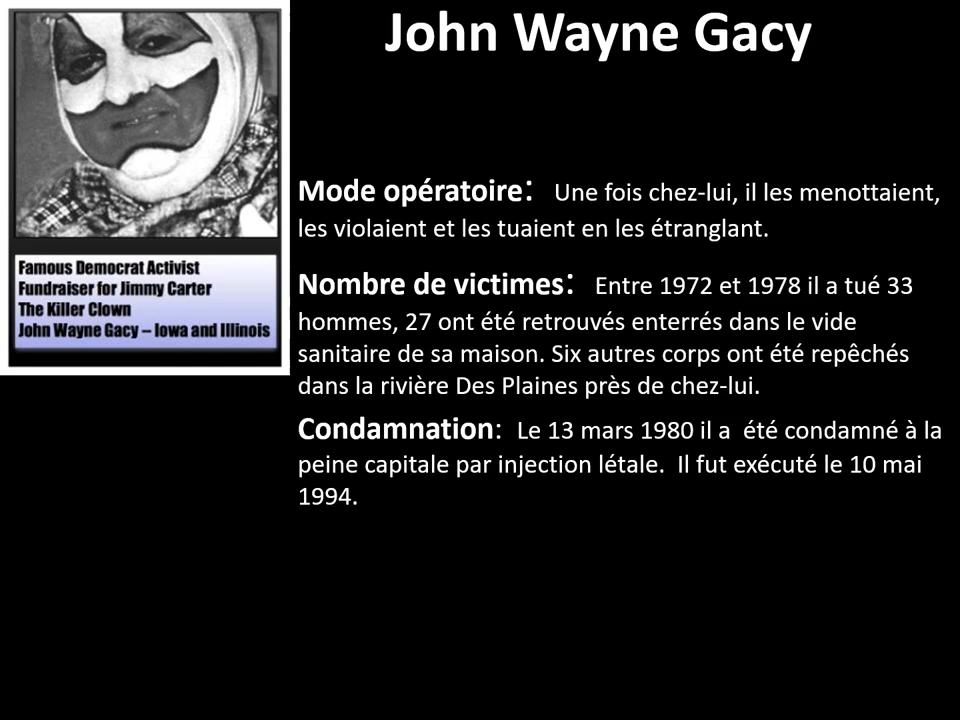 John Wayne Gacy
Famous Democrat Activist
Fundraiser for Jimmy Carter
The Killer Clown
John Wayne Gacy – Iowa and Illinois
Mode opératoire: Une fois chez-lui, il les menottaient,
les violaient et les tuaient en les étranglant.
Nombre de victimes: Entre 1972 et 1978 il a tué 33
hommes, 27 ont été retrouvés enterrés dans le vide
sanitaire de sa maison. Six autres corps ont été repêchés
dans la rivière Des Plaines près de chez-lui.
Condamnation: Le 13 mars 1980 il a été condamné à la
peine capitale par injection létale. Il fut exécuté le 10 mai
1994.